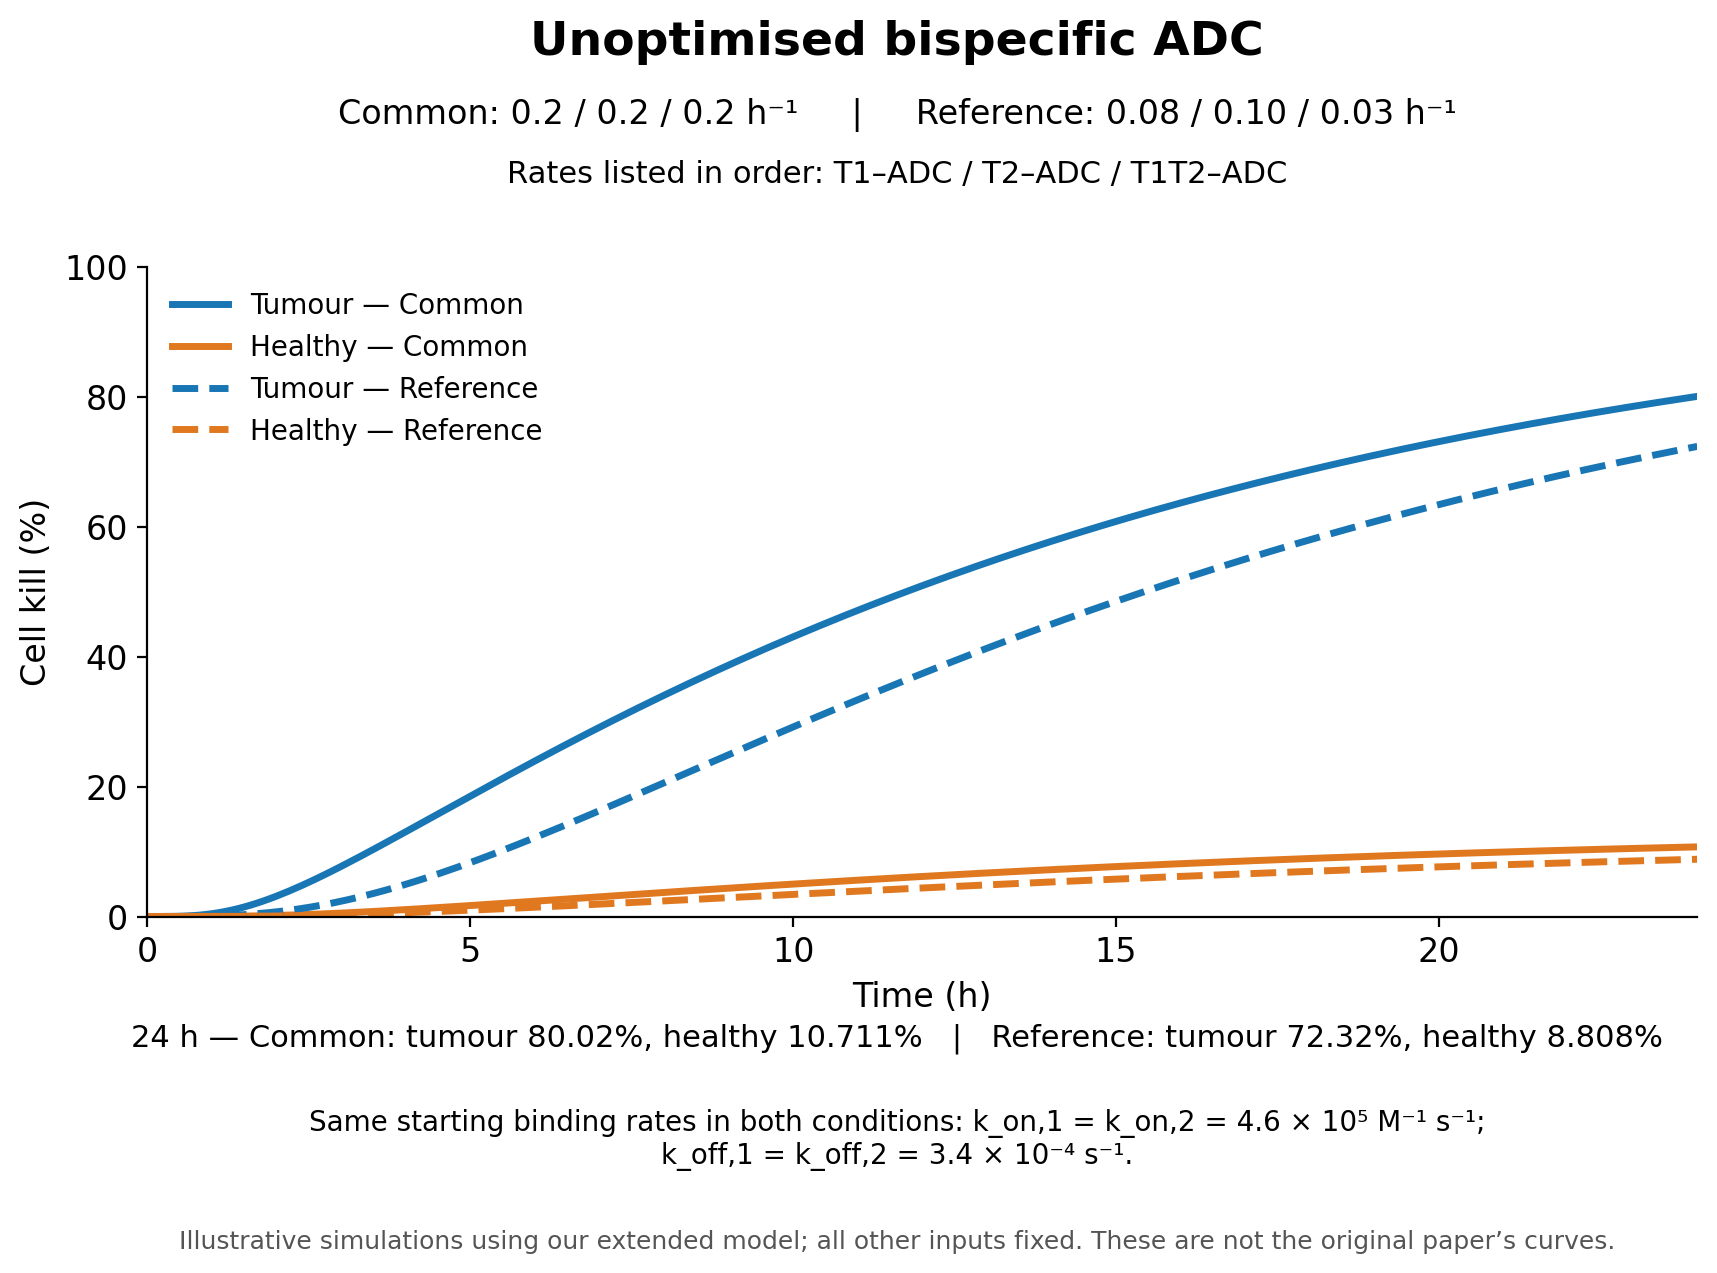 Unoptimised bispecific ADC
Common: 0.2 / 0.2 / 0.2 h⁻¹ | Reference: 0.08 / 0.10 / 0.03 h⁻¹
Rates listed in order: T1–ADC / T2–ADC / T1T2–ADC
100
80
60
40
20
0
Cell kill (%)
Tumour — Common
Healthy — Common
Tumour — Reference
Healthy — Reference
0 5 10 15 20
Time (h)
24 h — Common: tumour 80.02%, healthy 10.711% | Reference: tumour 72.32%, healthy 8.808%
Same starting binding rates in both conditions: k_on,1 = k_on,2 = 4.6 × 10⁵ M⁻¹ s⁻¹;
k_off,1 = k_off,2 = 3.4 × 10⁻⁴ s⁻¹.
Illustrative simulations using our extended model; all other inputs fixed. These are not the original paper’s curves.